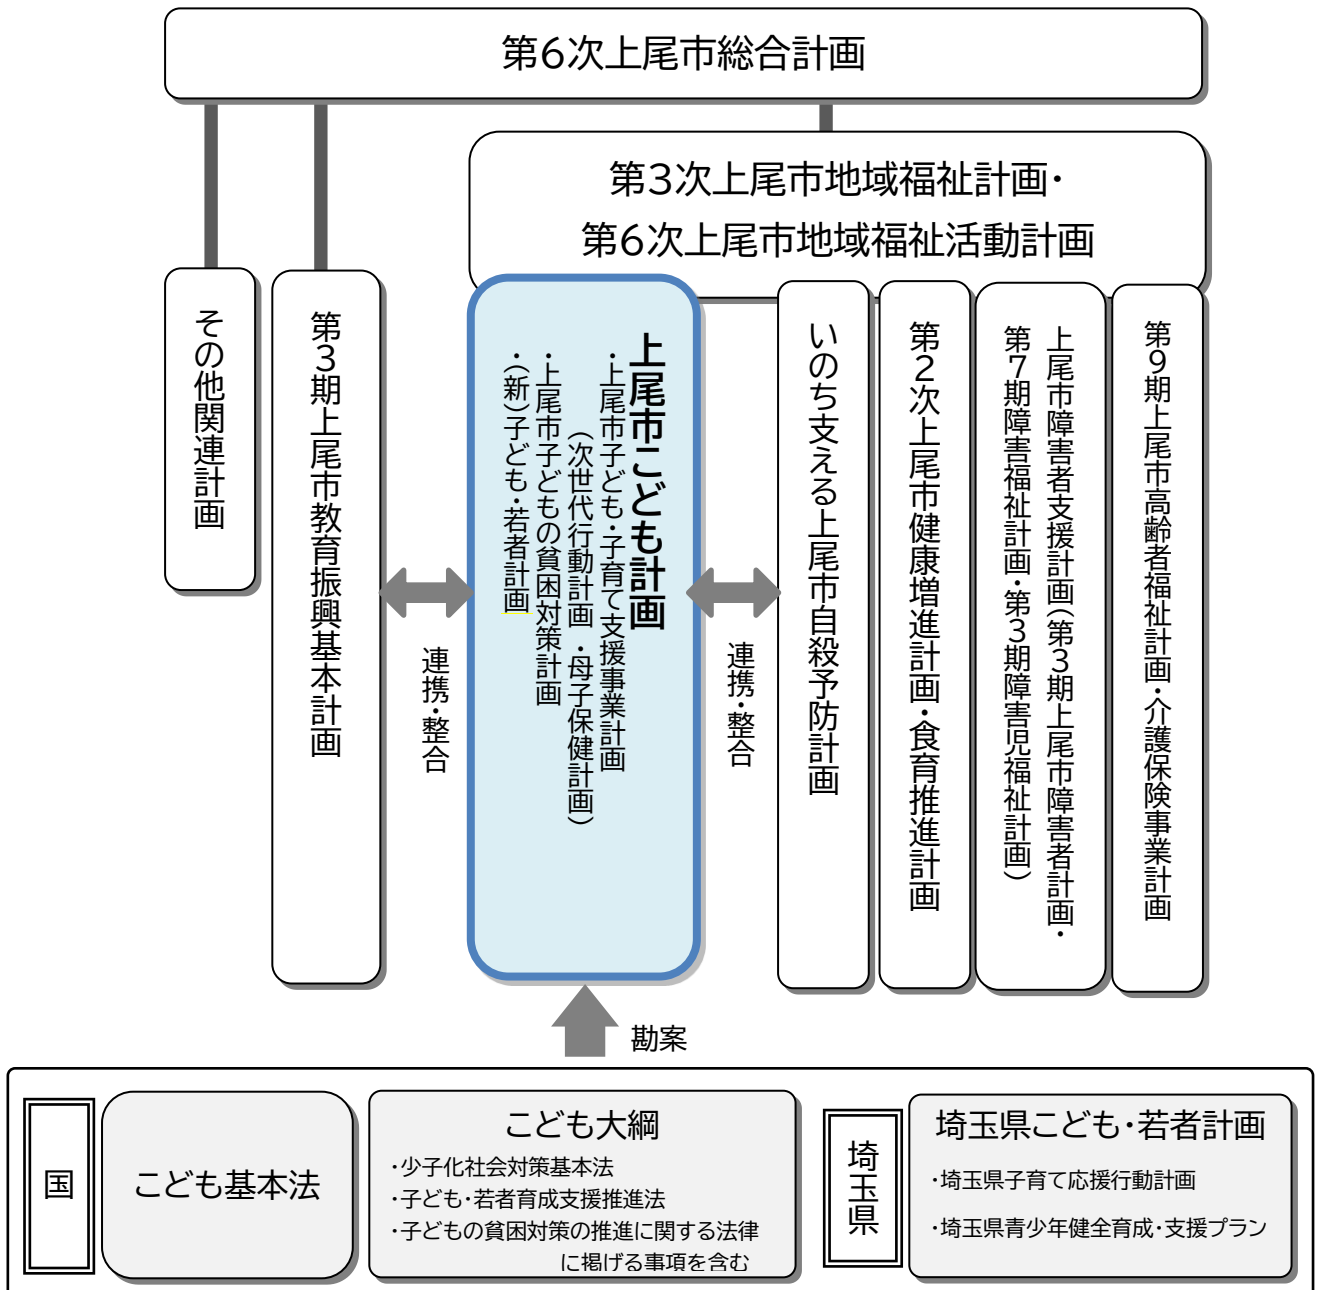 第6次上尾市総合計画
第3次上尾市地域福祉計画・
第6次上尾市地域福祉活動計画
その他関連計画
第3期上尾市教育振興基本計画
連携・整合
上尾市こども計画
・上尾市子ども・子育て支援事業計画
(次世代行動計画 ・母子保健計画)
・上尾市子どもの貧困対策計画
・(新)子ども・若者計画
連携・整合
いのち支える上尾市自殺予防計画
第2次上尾市健康増進計画・食育推進計画
上尾市障害者支援計画(第3期上尾市障害者計画・
第7期障害福祉計画・第3期障害児福祉計画)
第9期上尾市高齢者福祉計画・介護保険事業計画
勘案
国
こども基本法
こども大綱
・少子化社会対策基本法
・子ども・若者育成支援推進法
・子どもの貧困対策の推進に関する法律
に掲げる事項を含む
埼玉県
埼玉県こども・若者計画
・埼玉県子育て応援行動計画
・埼玉県青少年健全育成・支援プラン